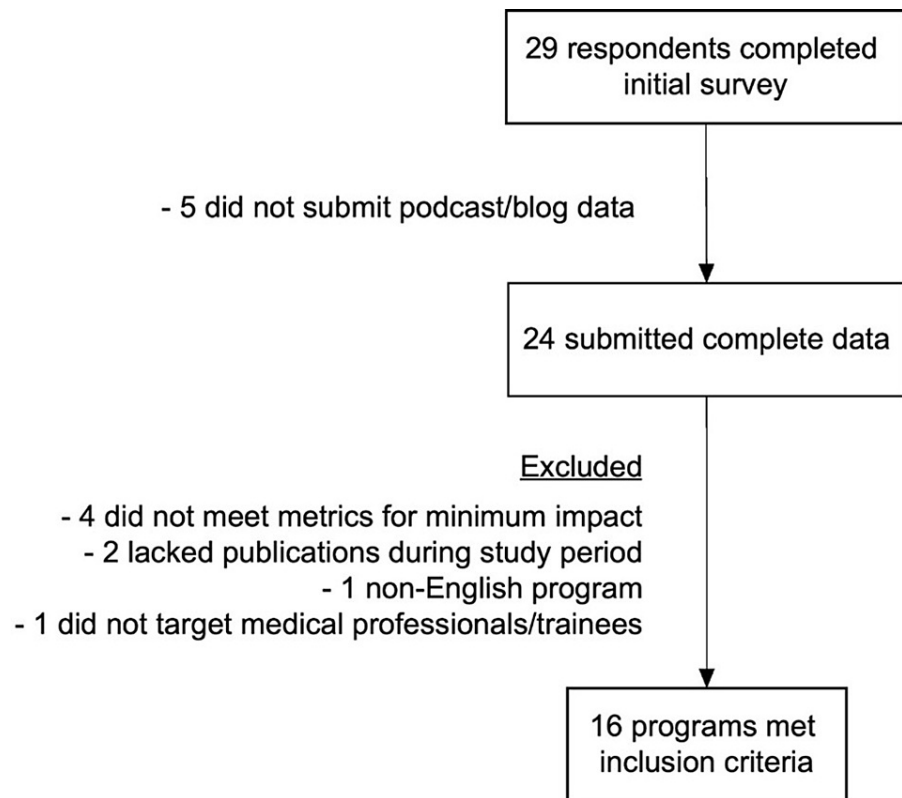 29 respondents completed
initial survey
- 5 did not submit podcast/blog data
24 submitted complete data
Excluded
- 4 did not meet metrics for minimum impact
- 2 lacked publications during study period
- 1 non-English program
- 1 did not target medical professionals/trainees
16 programs met
inclusion criteria